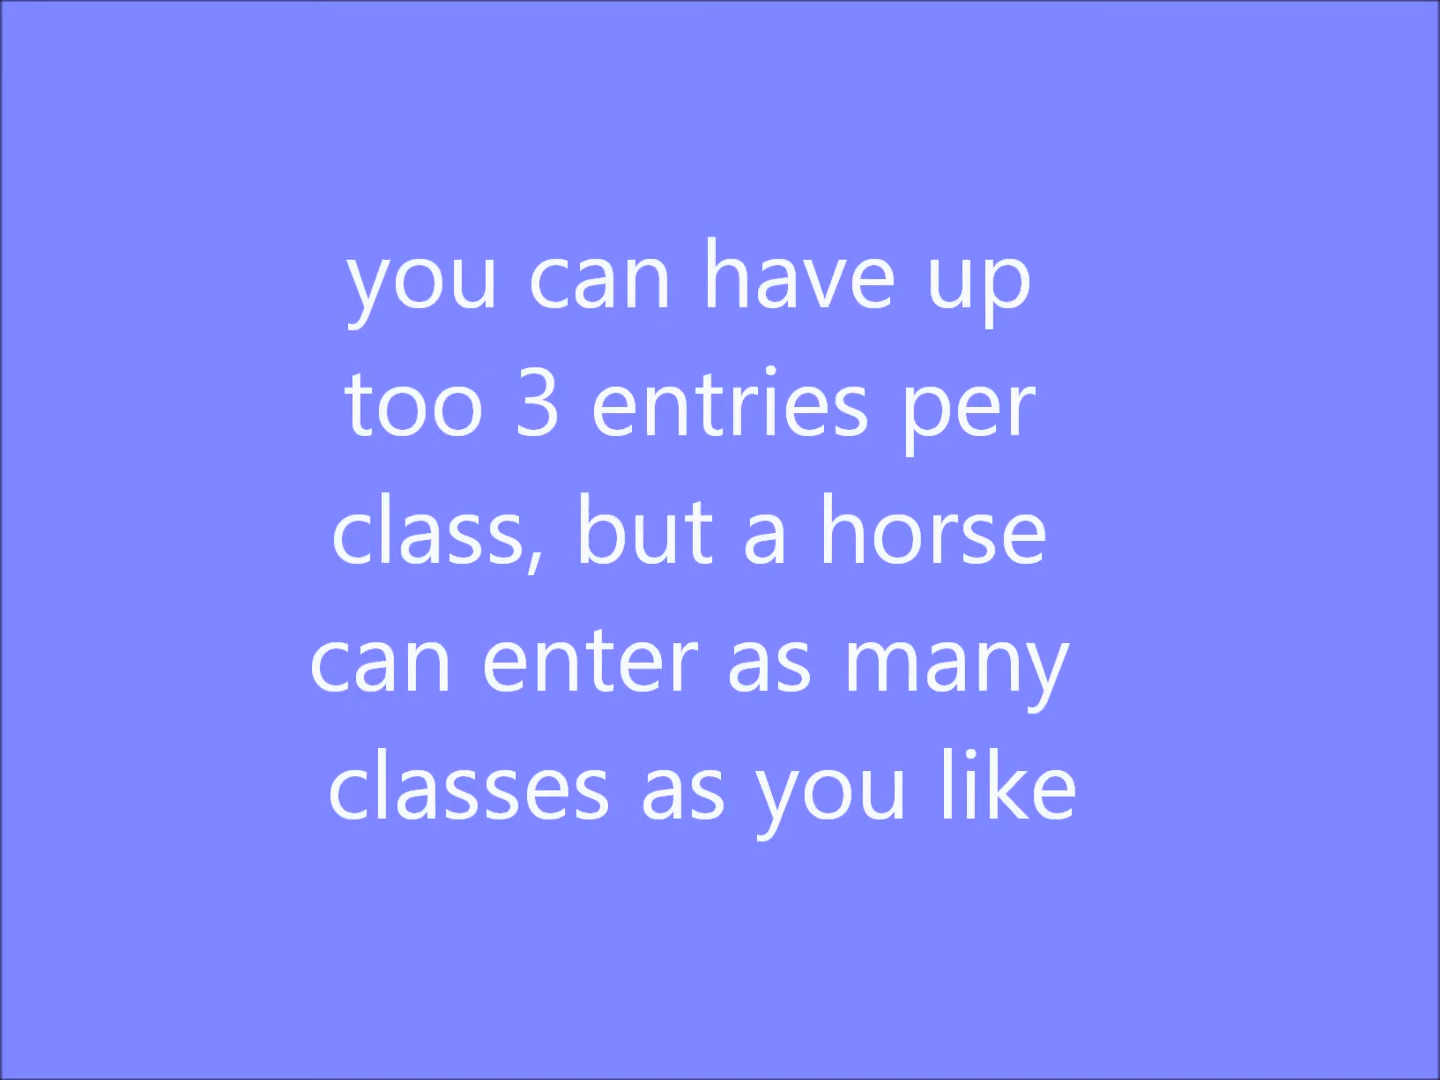 you can have up
too 3 entries per
class, but a horse
can enter as many
classes as you like